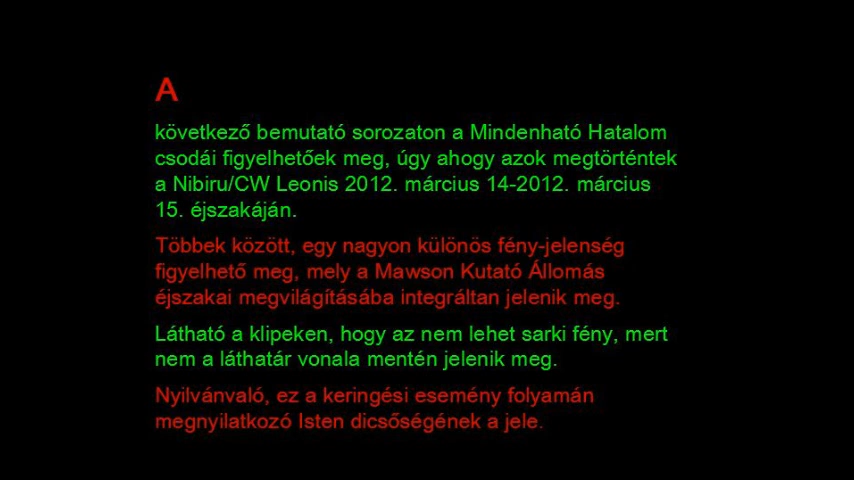 A
következő bemutató sorozaton a Mindenható Hatalom
csodái figyelhetőek meg, úgy ahogy azok megtörténtek
a Nibiru/CW Leonis 2012. március 14-2012. március
15. éjszakáján.
Többek között, egy nagyon különös fény-jelenség
figyelhető meg, mely a Mawson Kutató Állomás
éjszakai megvilágításába integráltan jelenik meg.
Látható a klipeken, hogy az nem lehet sarki fény, mert
nem a láthatár vonala mentén jelenik meg.
Nyilvánvaló, ez a keringési esemény folyamán
megnyilatkozó Isten dicsőségének a jele.